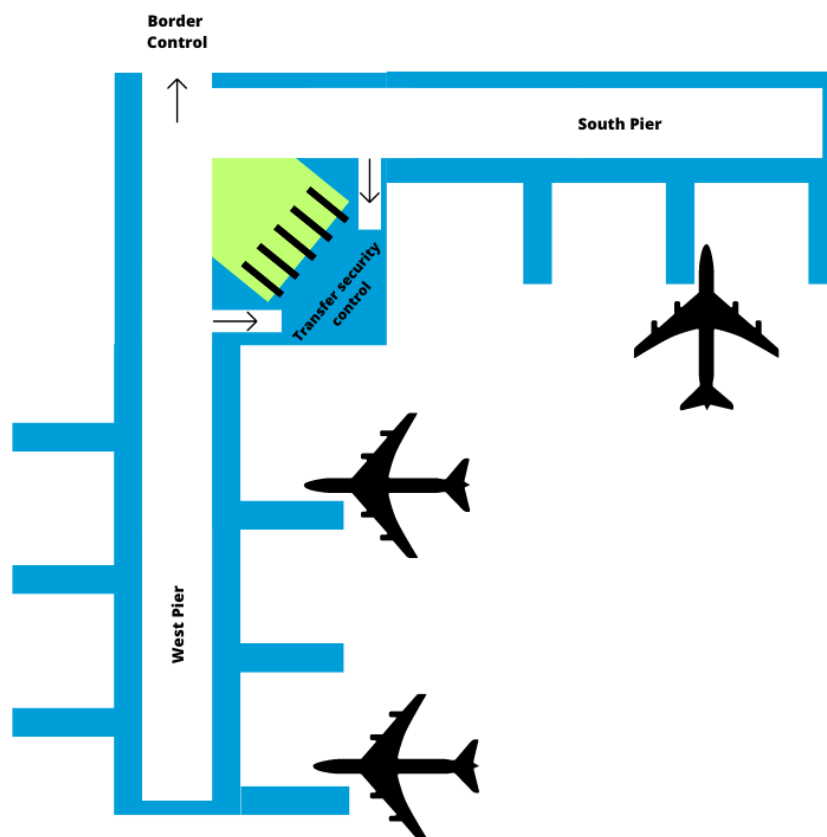 Border
Control
South Pier
Transfer security
control
West Pier